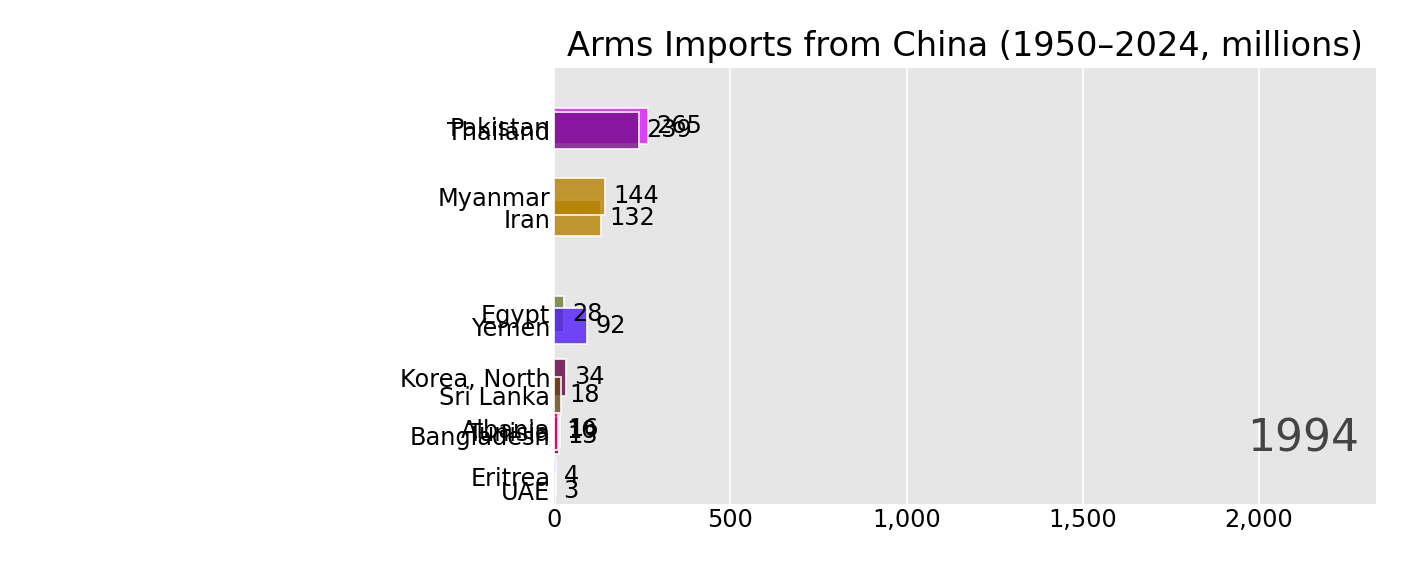 Arms Imports from China (1950–2024, millions)
Pakistan 265
Thailand 239
Myanmar 144
Iran 132
Egypt 28
Yemen 92
Korea, North 34
Sri Lanka 18
Albania 16
Tunisia
Bangladesh
Eritrea 4
UAE 3
1994
0 500 1,000 1,500 2,000